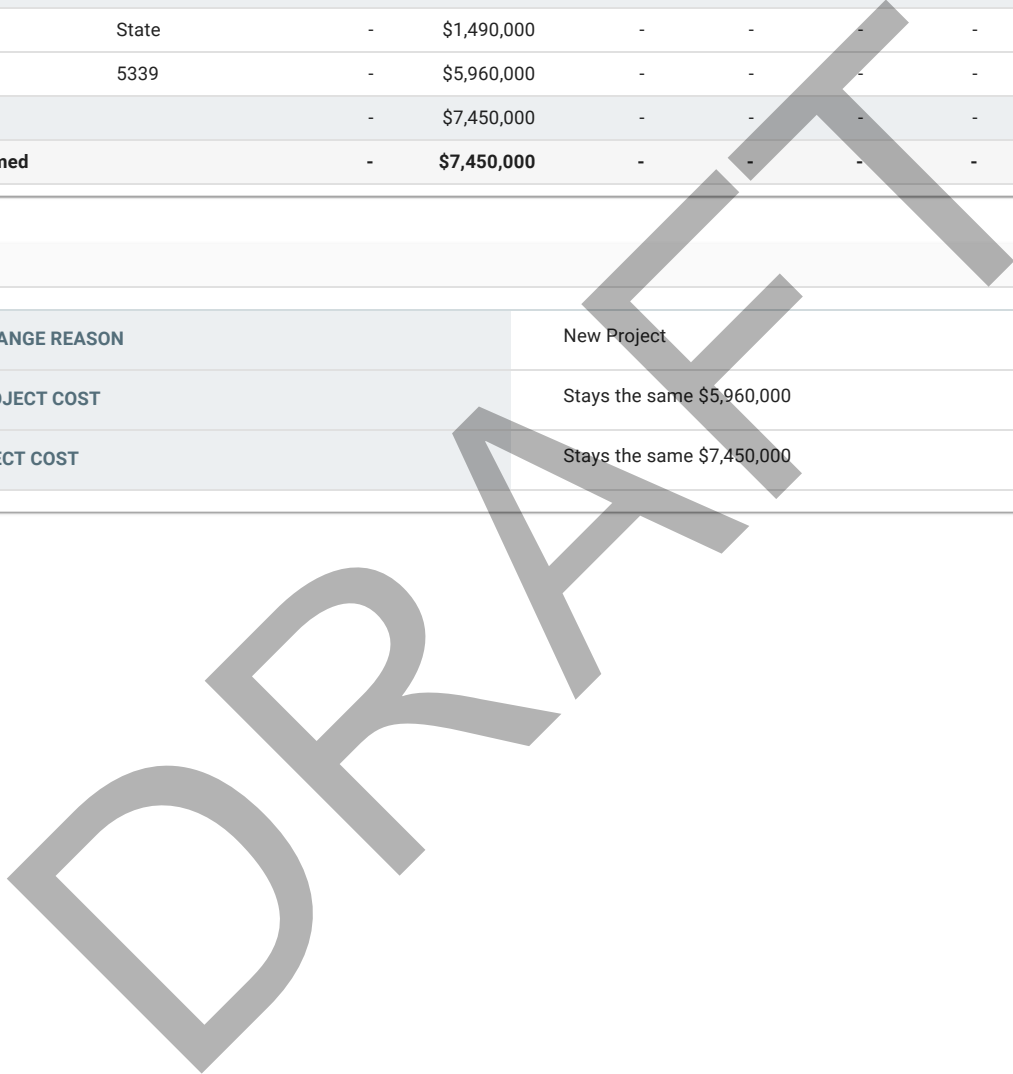 State - $1,490,000 - - - -
5339 - $5,960,000 - - - -
- $7,450,000 - - - -
med - $7,450,000 - - - -
ANGE REASON New Project
OJECT COST Stays the same $5,960,000
ECT COST Stays the same $7,450,000
DRAFT